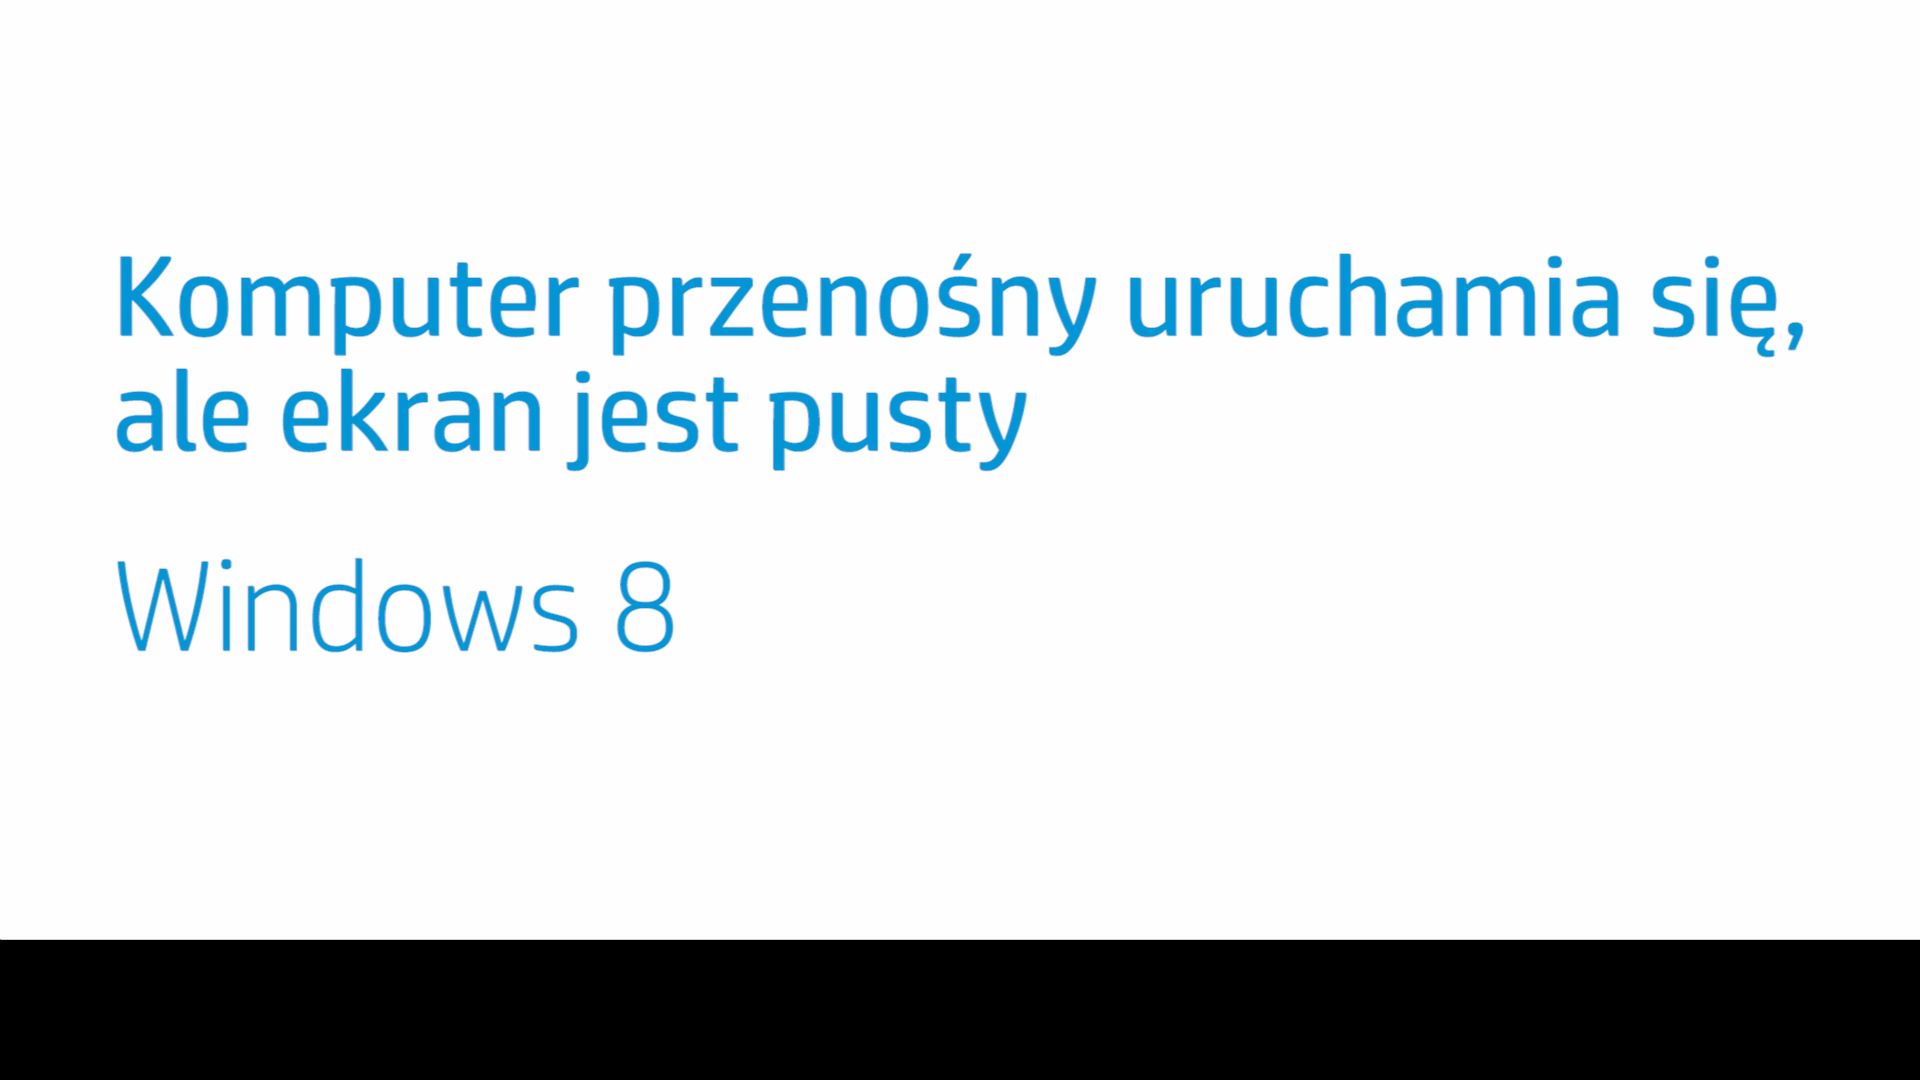 Komputer przenośny uruchamia się,
ale ekran jest pusty
Windows 8